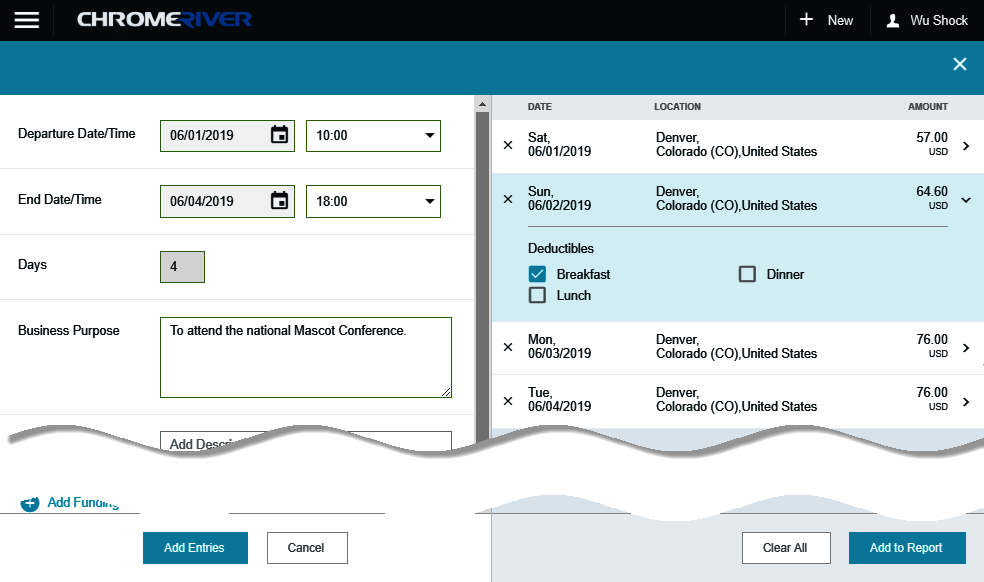 CHROMERIVER
New
Wu Shock
Departure Date/Time
06/01/2019
10:00
End Date/Time
06/04/2019
18:00
Days
4
Business Purpose
To attend the national Mascot Conference.
Add
Add Funding
Add Entries
Cancel
DATE
LOCATION
AMOUNT
Sat,
06/01/2019
Denver,
Colorado (CO),United States
57.00
USD
Sun,
06/02/2019
Denver,
Colorado (CO),United States
64.60
USD
Deductibles
Breakfast
Dinner
Lunch
Mon,
06/03/2019
Denver,
Colorado (CO),United States
76.00
USD
Tue,
06/04/2019
Denver,
Colorado (CO),United States
76.00
USD
Clear All
Add to Report